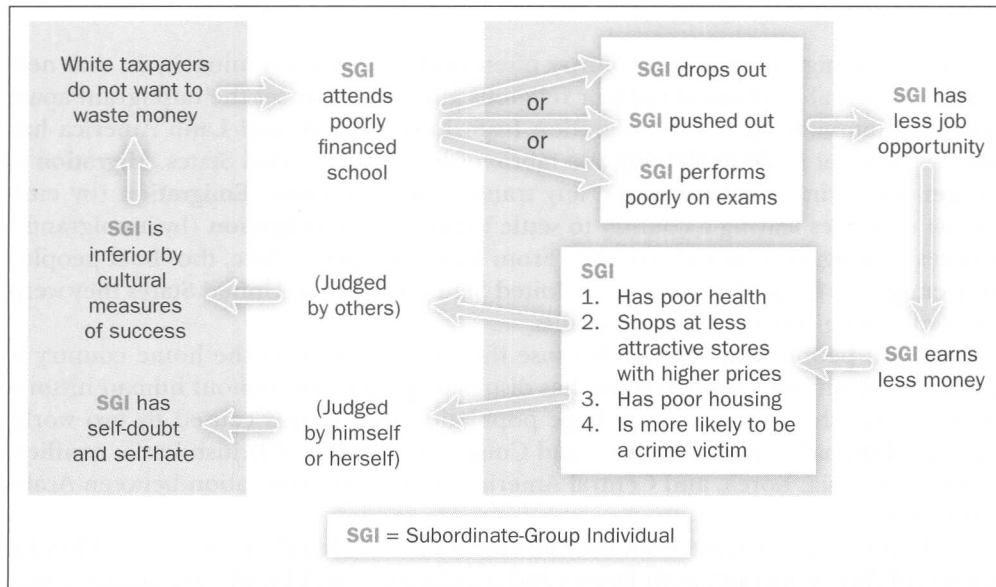 White taxpayers
do not want to
waste money
SGI
attends
poorly
financed
school
or
or
SGI drops out
SGI pushed out
SGI performs
poorly on exams
SGI has
less job
opportunity
SGI earns
less money
SGI
1. Has poor health
2. Shops at less
attractive stores
with higher prices
3. Has poor housing
4. Is more likely to be
a crime victim
(Judged
by others)
(Judged
by himself
or herself)
SGI is
inferior by
cultural
measures
of success
SGI has
self-doubt
and self-hate
SGI = Subordinate-Group Individual